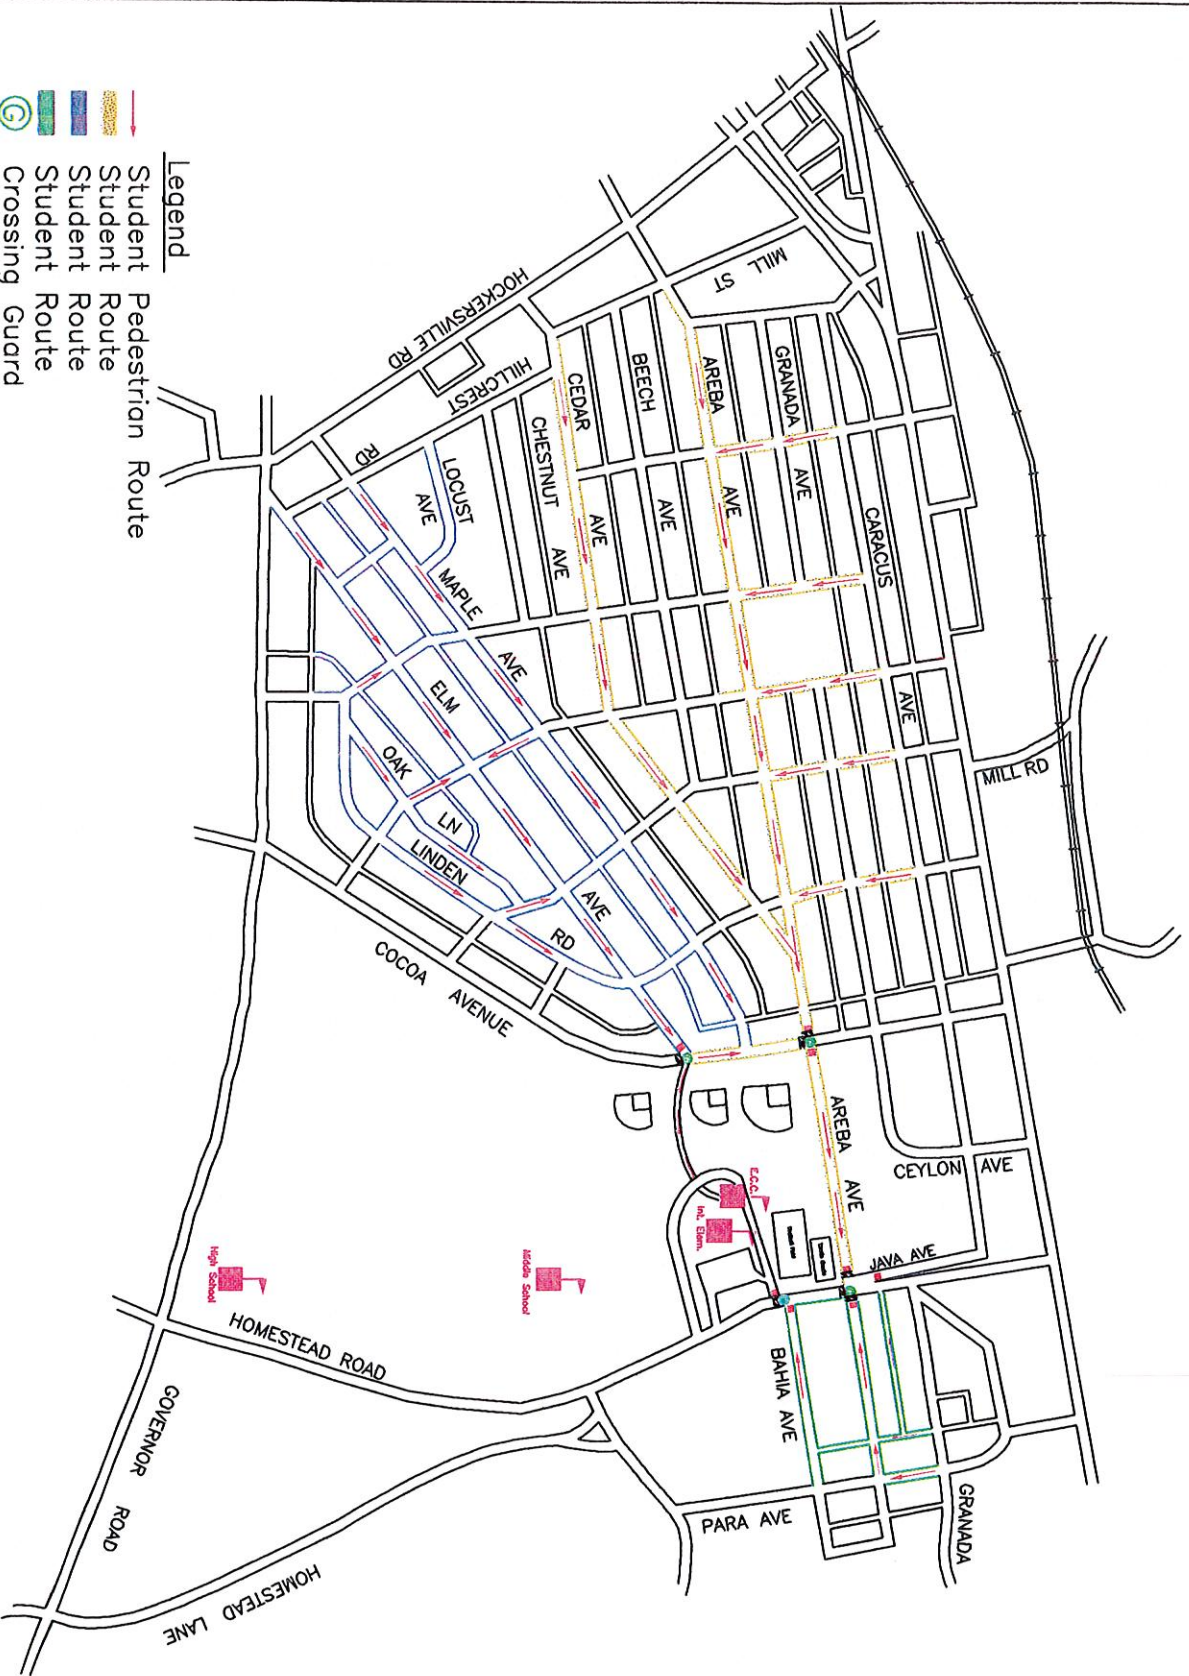 Legend
Student Pedestrian Route
Student Route
Student Route
Student Route
G Crossing Guard
HOCKERSVILLE RD
MILL ST
HILLCREST
RD
CEDAR
AVE
BEECH
AVE
AREBA
AVE
GRANADA
AVE
CARACUS
AVE
CHESTNUT
AVE
LOCUST
AVE
MAPLE
AVE
ELM
AVE
OAK
LN
LINDEN
RD
COCOA AVENUE
MILL RD
AREBA AVE
CEYLON AVE
JAVA AVE
E.C.C.
Int. Elem.
Middle School
High School
HOMESTEAD ROAD
BAHIA AVE
GRANADA
PARA AVE
GOVERNOR ROAD
HOMESTEAD LANE